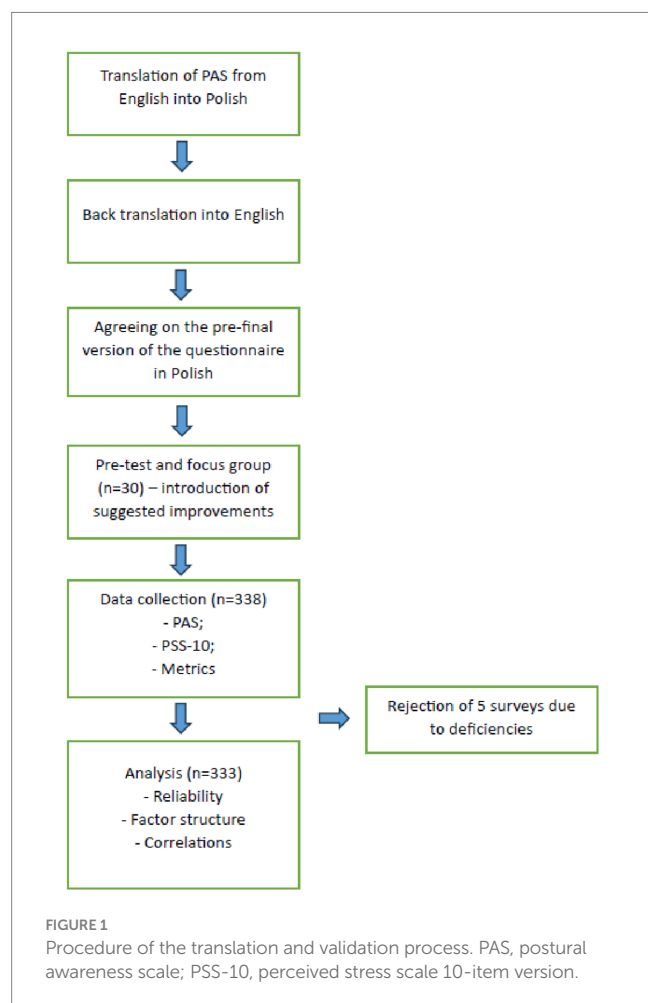 Translation of PAS from
English into Polish
Back translation into English
Agreeing on the pre-final
version of the questionnaire
in Polish
Pre-test and focus group
(n=30) – introduction of
suggested improvements
Data collection (n=338)
- PAS;
- PSS-10;
- Metrics
Rejection of 5 surveys due
to deficiencies
Analysis (n=333)
- Reliability
- Factor structure
- Correlations
FIGURE 1
Procedure of the translation and validation process. PAS, postural
awareness scale; PSS-10, perceived stress scale 10-item version.